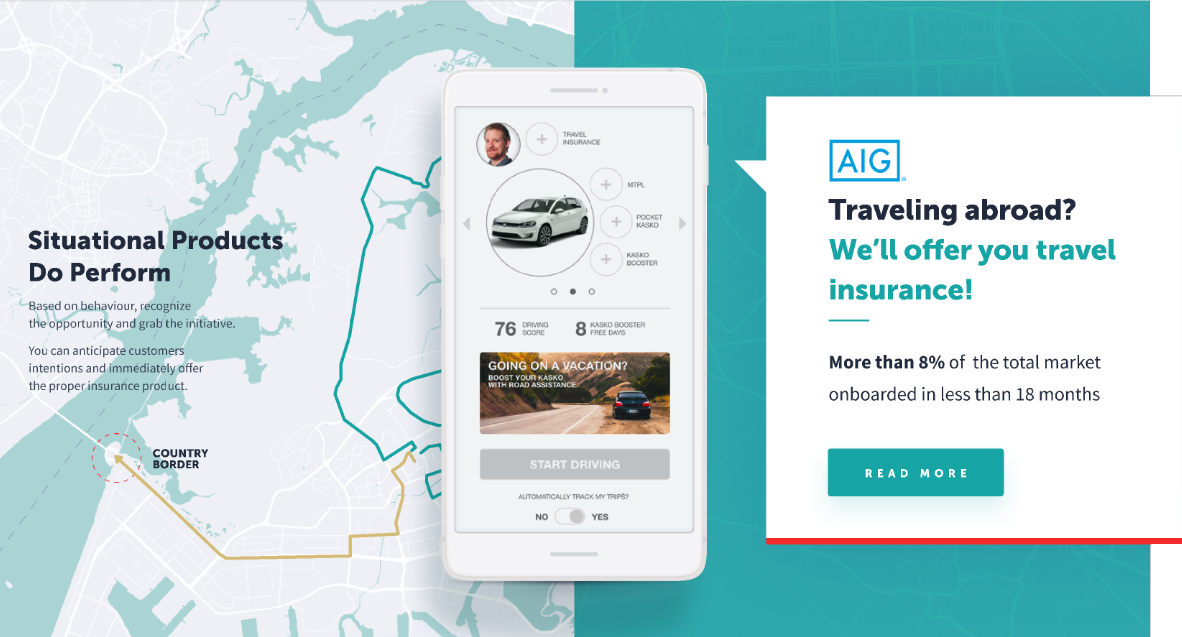 Situational Products
Do Perform
Based on behaviour, recognize
the opportunity and grab the initiative.
You can anticipate customers
intentions and immediately offer
the proper insurance product.
COUNTRY
BORDER
TRAVEL
INSURANCE
MTPL
POCKET
KASKO
KASKO
BOOSTER
76 DRIVING
SCORE
8 KASKO BOOSTER
FREE DAYS
GOING ON A VACATION?
BOOST YOUR KASKO
WITH ROAD ASSISTANCE
START DRIVING
AUTOMATICALLY TRACK MY TRIPS?
NO YES
AIG
Traveling abroad?
We’ll offer you travel
insurance!
More than 8% of the total market
onboarded in less than 18 months
READ MORE